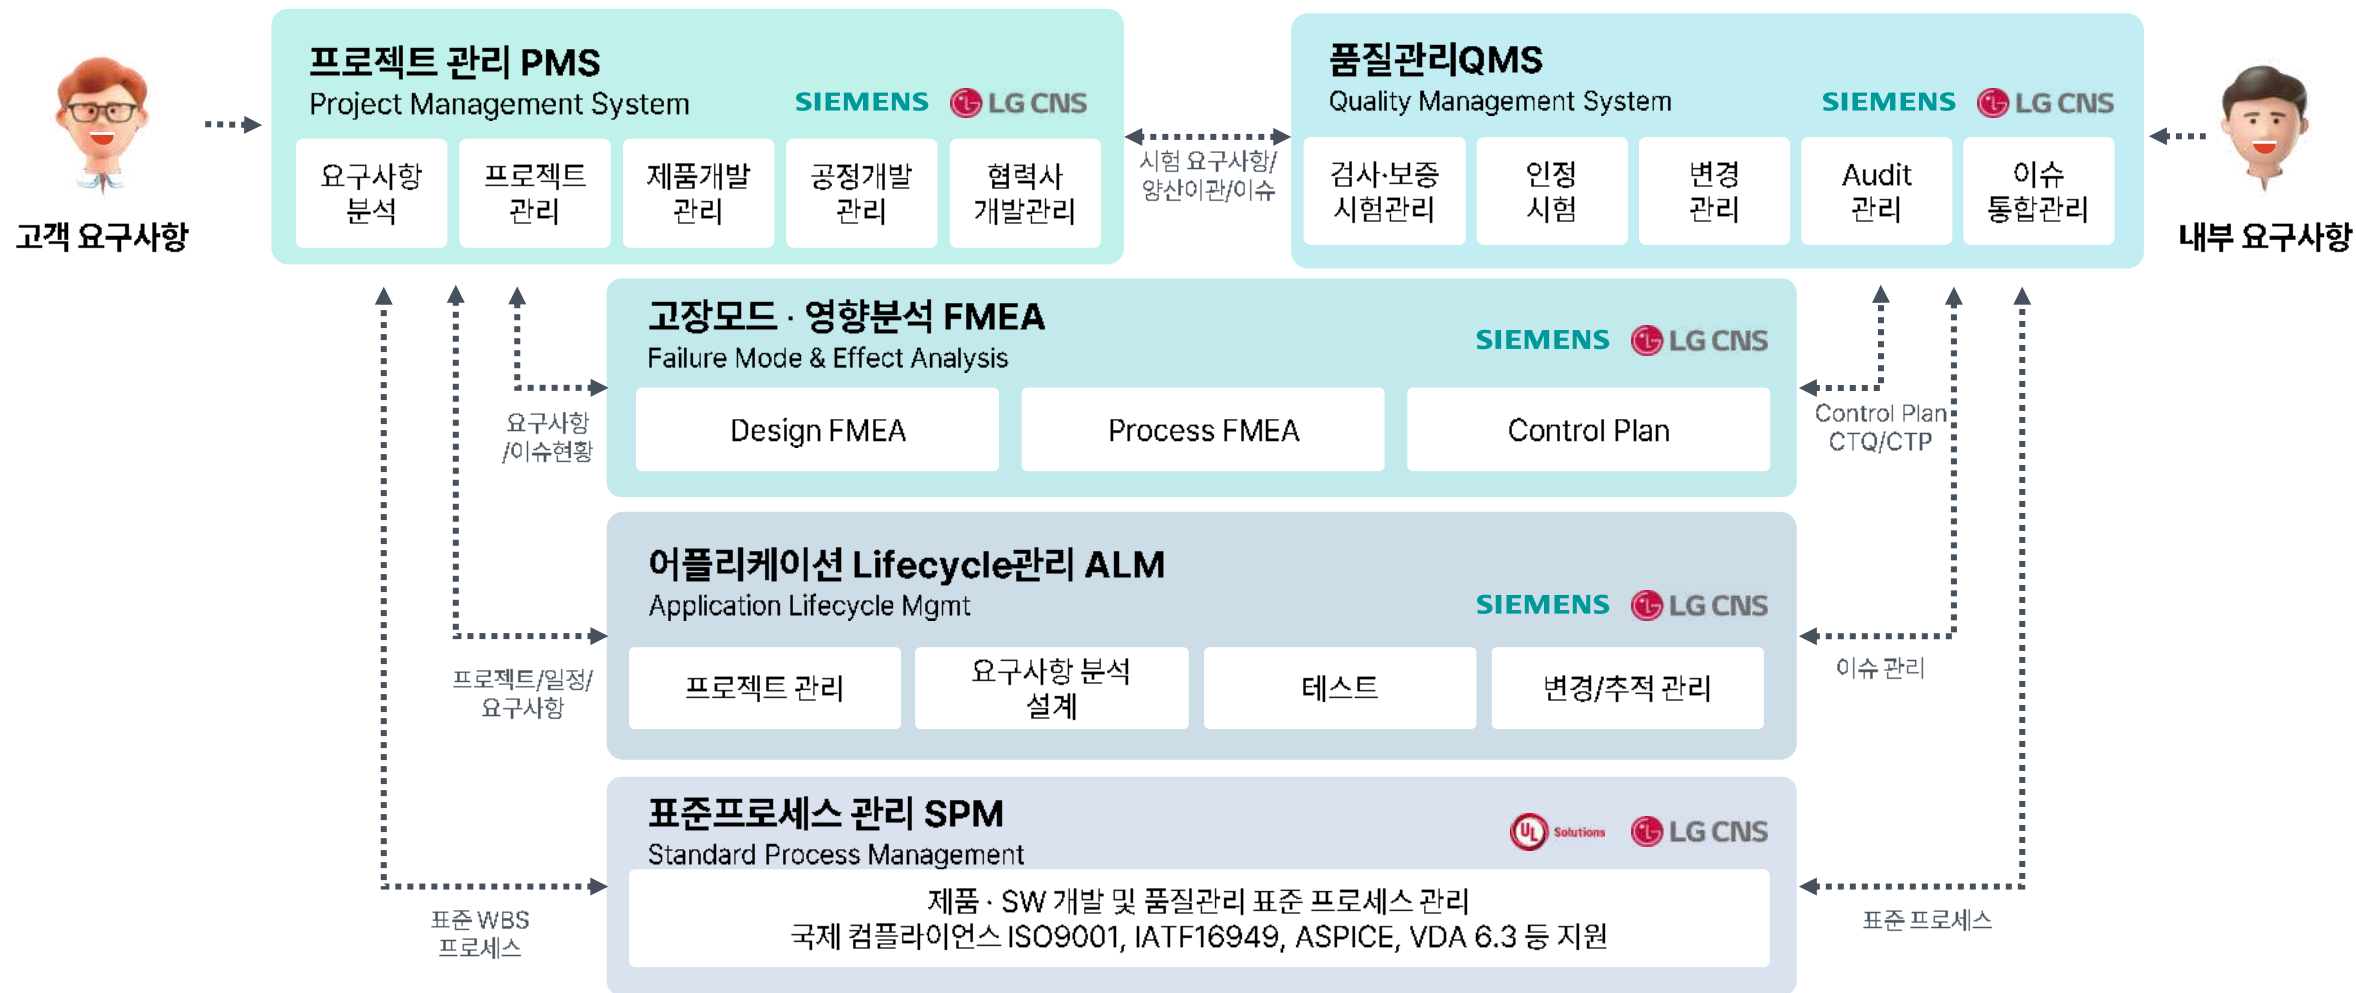 고객 요구사항
프로젝트 관리 PMS
Project Management System
SIEMENS
LG CNS
요구사항
분석
프로젝트
관리
제품개발
관리
공정개발
관리
협력사
개발관리
시험 요구사항/
양산이관/이슈
품질관리QMS
Quality Management System
SIEMENS
LG CNS
검사·보증
시험관리
인정
시험
변경
관리
Audit
관리
이슈
통합관리
내부 요구사항
고장모드 · 영향분석 FMEA
Failure Mode & Effect Analysis
SIEMENS
LG CNS
Design FMEA
Process FMEA
Control Plan
요구사항
/이슈현황
Control Plan
CTQ/CTP
어플리케이션 Lifecycle관리 ALM
Application Lifecycle Mgmt
SIEMENS
LG CNS
프로젝트 관리
요구사항 분석
설계
테스트
변경/추적 관리
프로젝트/일정/
요구사항
이슈 관리
표준프로세스 관리 SPM
Standard Process Management
UL Solutions
LG CNS
제품 · SW 개발 및 품질관리 표준 프로세스 관리
국제 컴플라이언스 ISO9001, IATF16949, ASPICE, VDA 6.3 등 지원
표준 WBS
프로세스
표준 프로세스